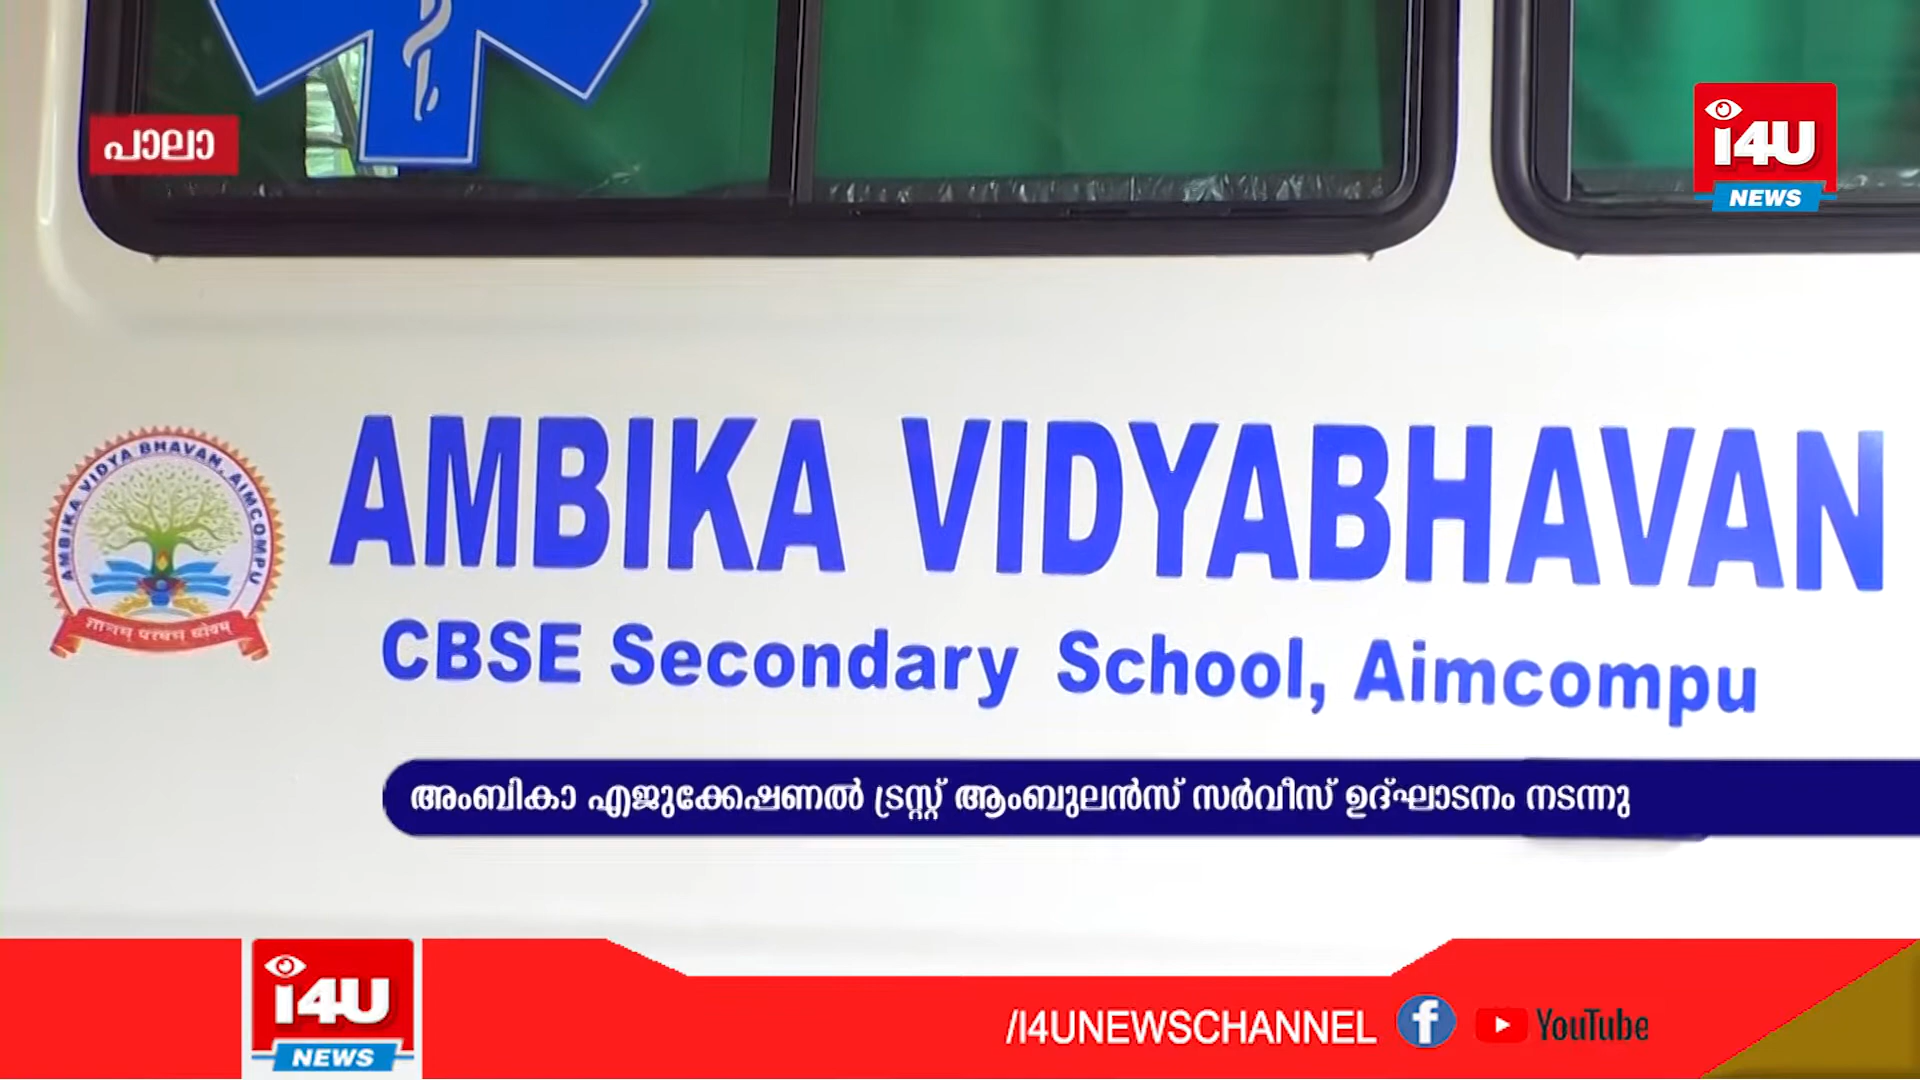 പാലാ
i4U
NEWS
AMBIKA VIDYA BHAVAN, AIMCOMPU
AMBIKA VIDYABHAVAN
CBSE Secondary School, Aimcompu
അംബികാ എജുക്കേഷണൽ ട്രസ്റ്റ് ആംബുലൻസ് സർവീസ് ഉദ്ഘാടനം നടന്നു
i4U
NEWS
/I4UNEWSCHANNEL f YouTube